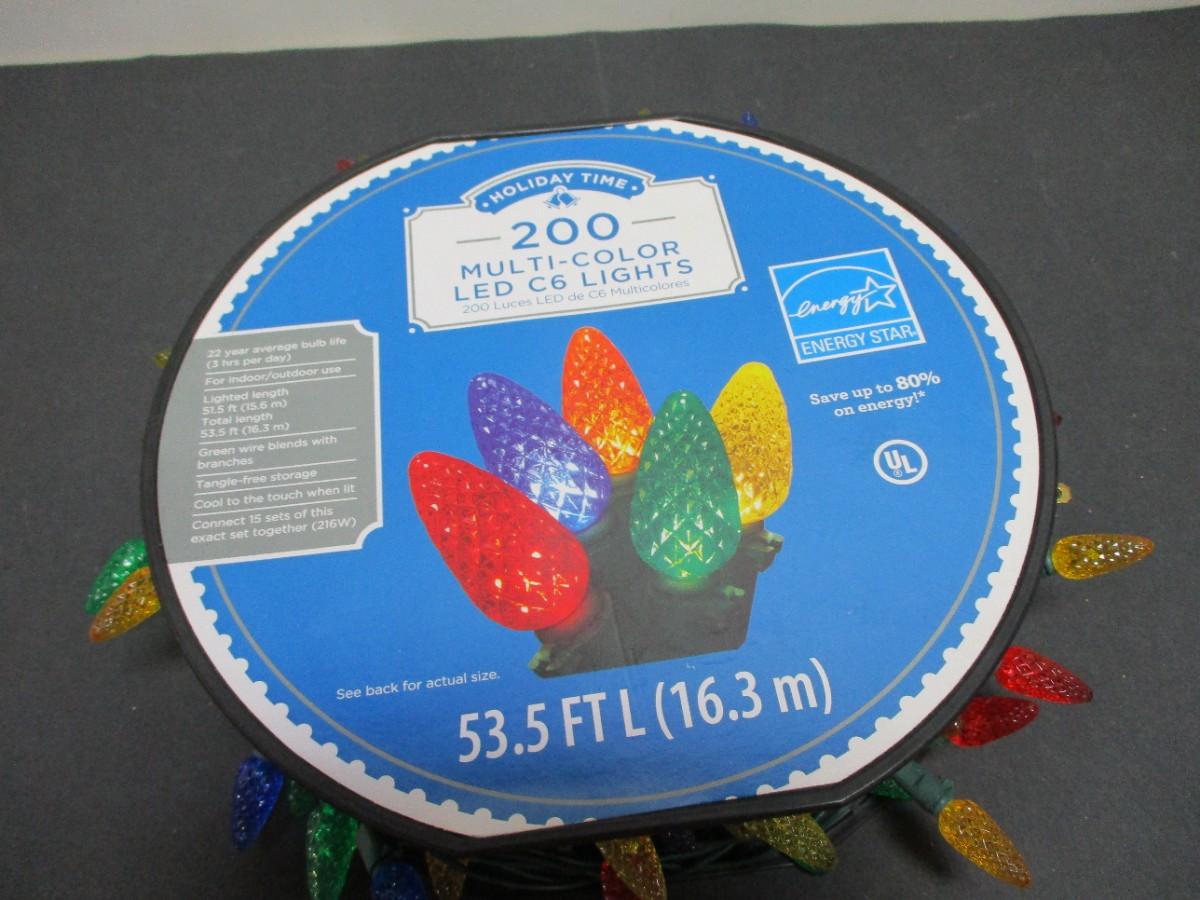 HOLIDAY TIME
200
MULTI-COLOR
LED C6 LIGHTS
200 Luces LED de C6 Multicolores
energy
ENERGY STAR
Save up to 80%
on energy!*
UL
22 year average bulb life
(3 hrs per day)
For indoor/outdoor use
Lighted length
51.5 ft (15.6 m)
Total length
53.5 ft (16.3 m)
Green wire blends with
branches
Tangle-free storage
Cool to the touch when lit
Connect 15 sets of this
exact set together (216W)
See back for actual size.
53.5 FT L (16.3 m)